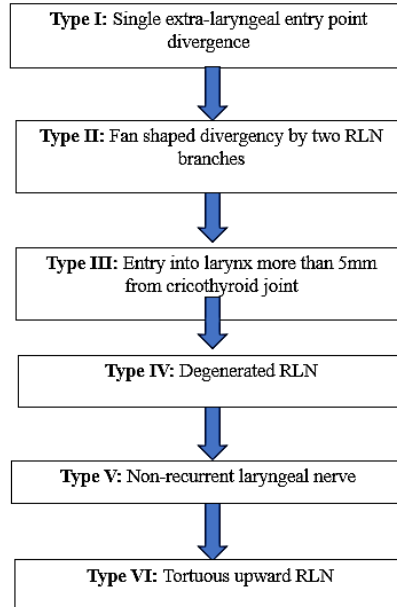 Type I: Single extra-laryngeal entry point
divergence
Type II: Fan shaped divergency by two RLN
branches
Type III: Entry into larynx more than 5mm
from cricothyroid joint
Type IV: Degenerated RLN
Type V: Non-recurrent laryngeal nerve
Type VI: Tortuous upward RLN